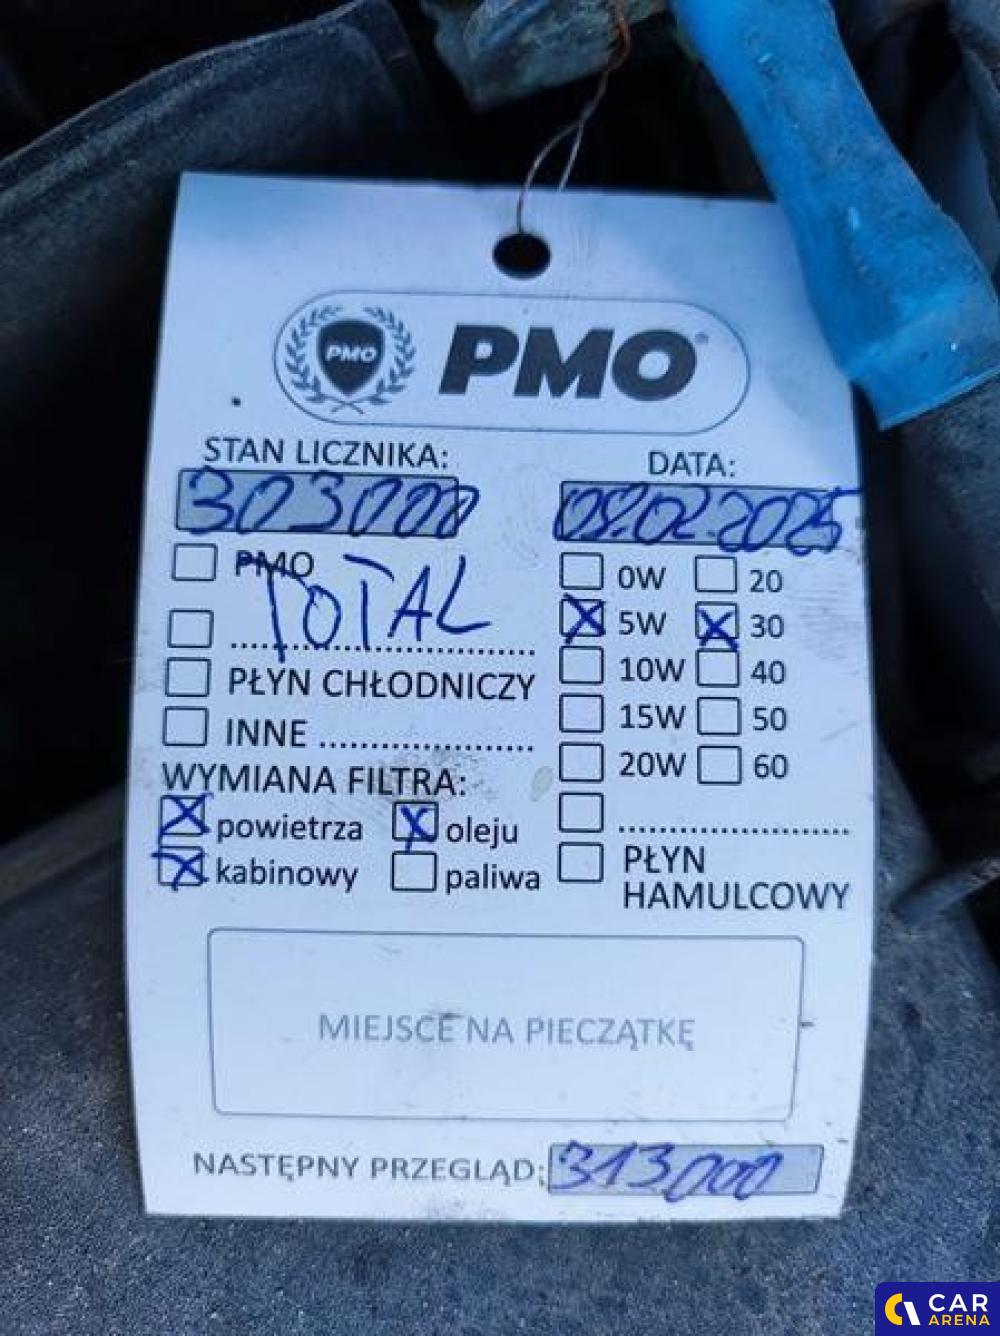 PMO
PMO®
STAN LICZNIKA:
303000
DATA:
09.02.2025
PMO
TOTAL
..............................
PŁYN CHŁODNICZY
INNE .....................
0W 20
5W 30
10W 40
15W 50
20W 60
......................
PŁYN
HAMULCOWY
WYMIANA FILTRA:
powietrza oleju
kabinowy paliwa
MIEJSCE NA PIECZĄTKĘ
NASTĘPNY PRZEGLĄD: 313000
CAR
ARENA